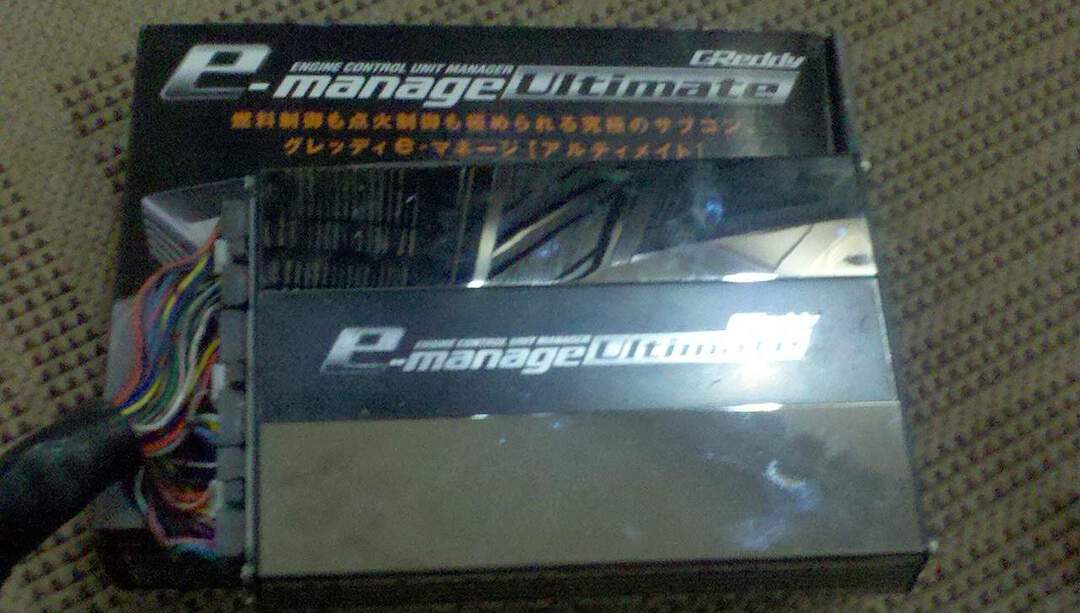 GReddy
ENGINE CONTROL UNIT MANAGER
e-manage Ultimate
燃料制御も点火制御も極められる究極のサブコン。
グレッディe-マネージ［アルティメイト］
GReddy
ENGINE CONTROL UNIT MANAGER
e-manage Ultimate